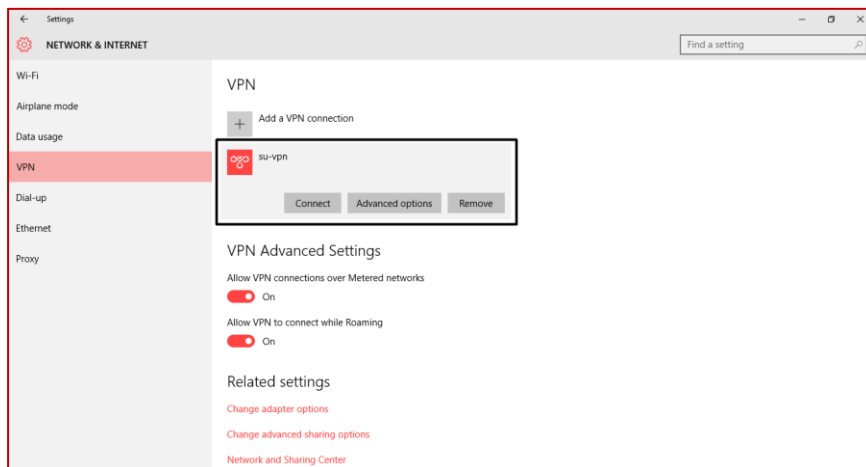 Settings
NETWORK & INTERNET
Find a setting
Wi-Fi
Airplane mode
Data usage
VPN
Dial-up
Ethernet
Proxy
VPN
Add a VPN connection
su-vpn
Connect Advanced options Remove
VPN Advanced Settings
Allow VPN connections over Metered networks
On
Allow VPN to connect while Roaming
On
Related settings
Change adapter options
Change advanced sharing options
Network and Sharing Center